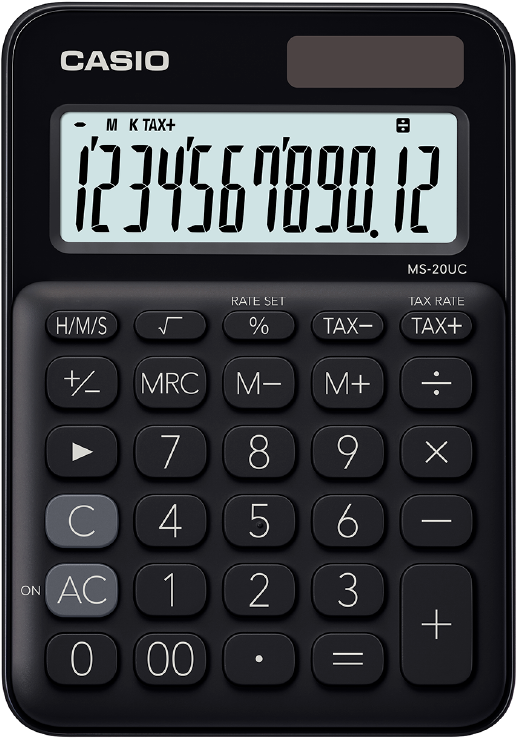 CASIO
- M K TAX+ ÷
1'234'567'890.12
MS-20UC
RATE SET TAX RATE
H/M/S √ % TAX− TAX+
+/− MRC M− M+ ÷
▶ 7 8 9 ×
C 4 5 6 −
ON AC 1 2 3
+
0 00 · =